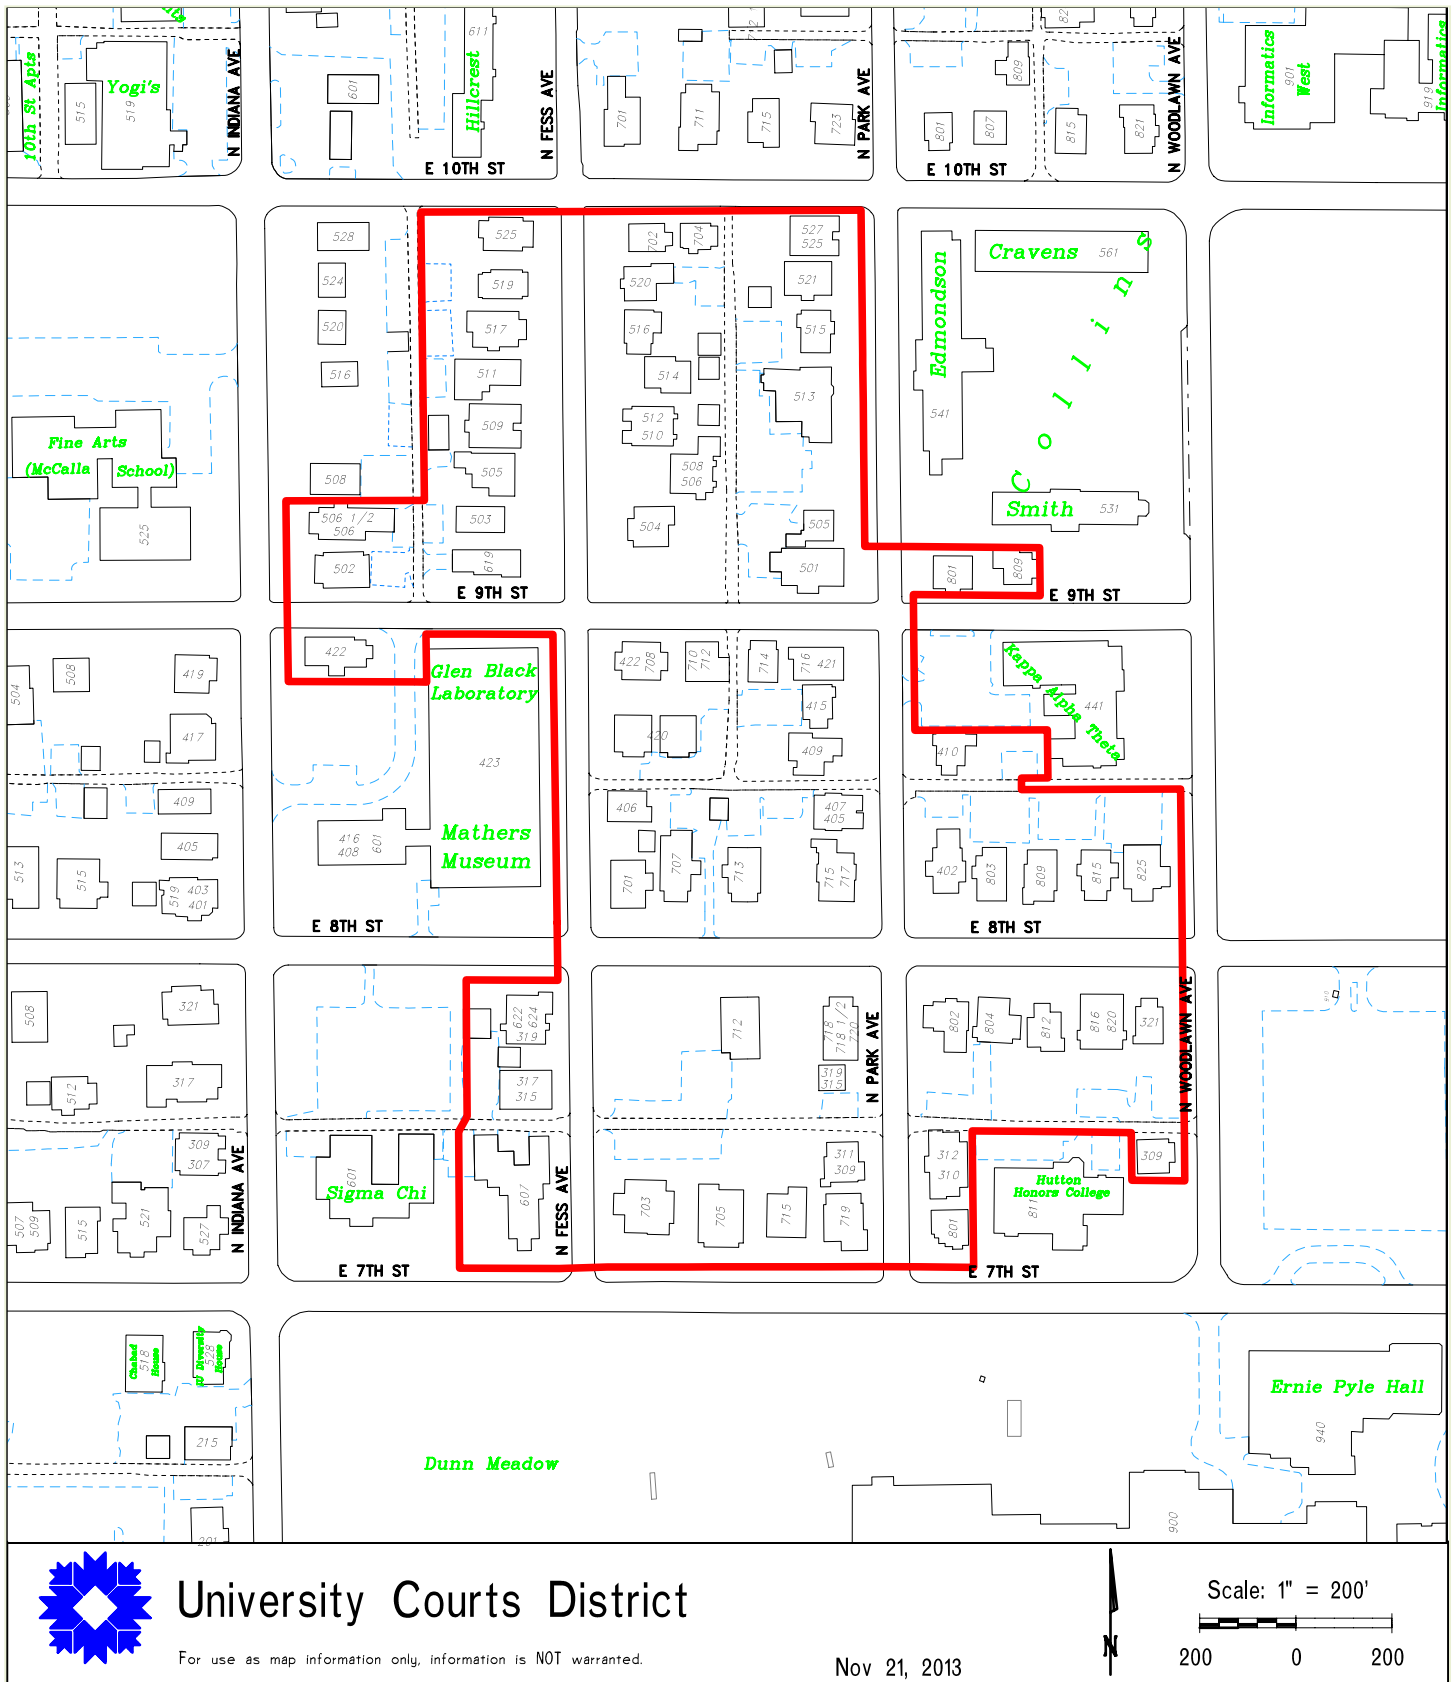 611
10th St Apts
515
519
Yogi's
N INDIANA AVE
601
Hillcrest
N FESS AVE
701
711
715
723
N PARK AVE
801
807
809
815
821
N WOODLAWN AVE
Informatics
West
901
919
Informatics
E 10TH ST
E 10TH ST
528
525
702
704
527
525
Cravens 561
524
519
520
521
Edmondson
541
520
517
516
515
Collins
516
511
514
513
509
512
510
Fine Arts
(McCalla School)
525
508
505
508
506
506 1/2
506
503
504
505
Smith 531
502
619
501
801
809
E 9TH ST
E 9TH ST
504
508
419
422
Glen Black
Laboratory
422
708
710
712
714
716
421
Kappa Alpha Theta
441
417
423
420
415
409
410
409
406
407
405
405
416
408
601
Mathers
Museum
513
515
519
403
401
701
707
713
715
717
402
803
809
815
825
E 8TH ST
E 8TH ST
508
321
622
624
319
712
718
718 1/2
720
802
804
812
816
820
321
910
512
317
317
315
319
315
N PARK AVE
N WOODLAWN AVE
309
307
601
Sigma Chi
607
311
309
312
310
309
Hutton
Honors College
811
507
509
515
521
527
N INDIANA AVE
N FESS AVE
703
705
715
719
801
E 7TH ST
E 7TH ST
Chabad
House
518
IU Diversity
House
528
215
201
Dunn Meadow
Ernie Pyle Hall
940
900
University Courts District
For use as map information only, information is NOT warranted.
Nov 21, 2013
N
Scale: 1" = 200'
200 0 200